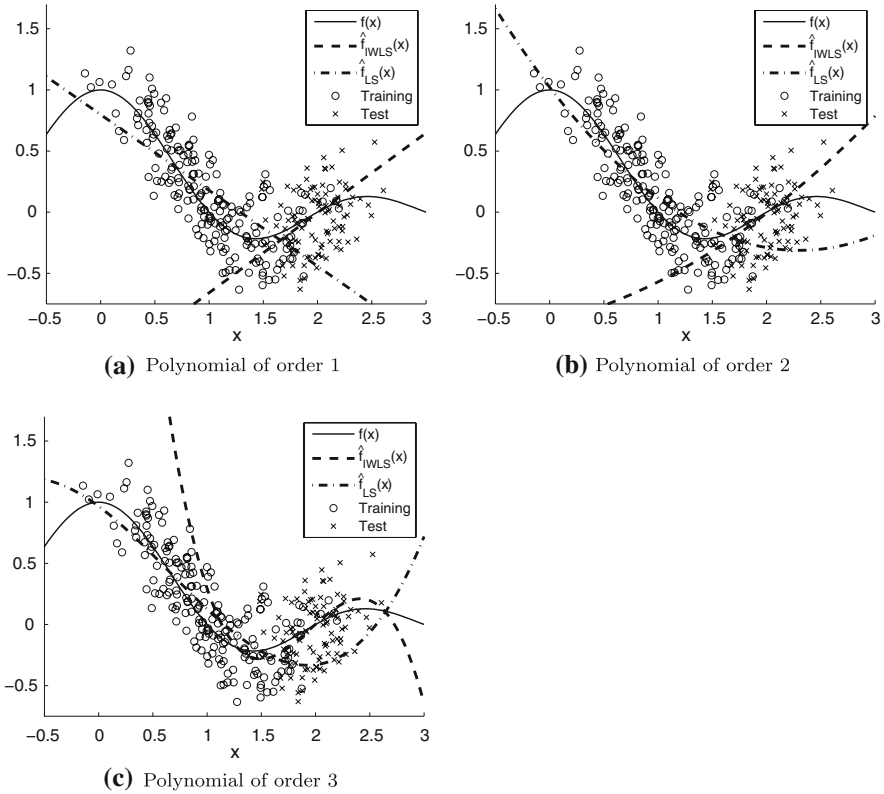 1.5
1
0.5
0
−0.5
−0.5 0 0.5 1 1.5 2 2.5 3
x
f(x)
f̂IWLS(x)
f̂LS(x)
Training
Test
(a) Polynomial of order 1
1.5
1
0.5
0
−0.5
−0.5 0 0.5 1 1.5 2 2.5 3
x
f(x)
f̂IWLS(x)
f̂LS(x)
Training
Test
(b) Polynomial of order 2
1.5
1
0.5
0
−0.5
−0.5 0 0.5 1 1.5 2 2.5 3
x
f(x)
f̂IWLS(x)
f̂LS(x)
Training
Test
(c) Polynomial of order 3